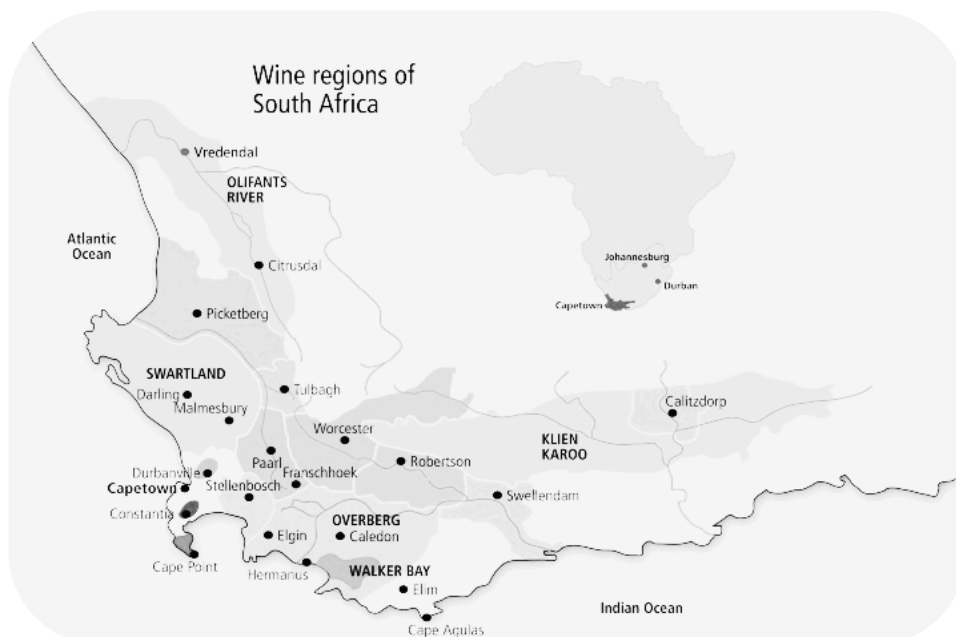 Wine regions of
South Africa
Vredendal
OLIFANTS
RIVER
Atlantic
Ocean
Citrusdal
Johannesburg
Durban
Capetown
Picketberg
SWARTLAND
Darling
Malmesbury
Tulbagh
Calitzdorp
Worcester
KLIEN
KAROO
Paarl
Robertson
Durbanville
Franschhoek
Stellenbosch
Capetown
Swellendam
Constantia
OVERBERG
Elgin
Caledon
Cape Point
Hermanus
WALKER BAY
Elim
Indian Ocean
Cape Aqulas